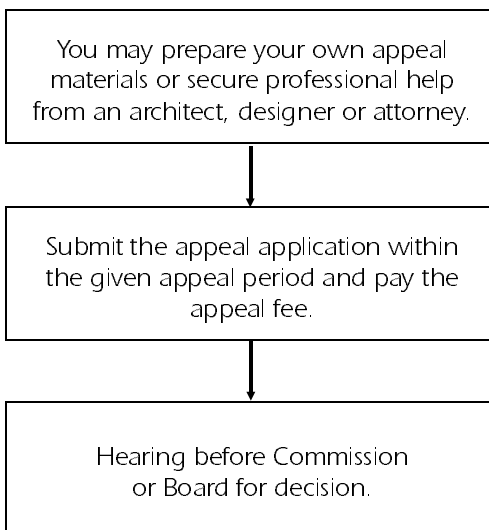 You may prepare your own appeal
materials or secure professional help
from an architect, designer or attorney.
Submit the appeal application within
the given appeal period and pay the
appeal fee.
Hearing before Commission
or Board for decision.